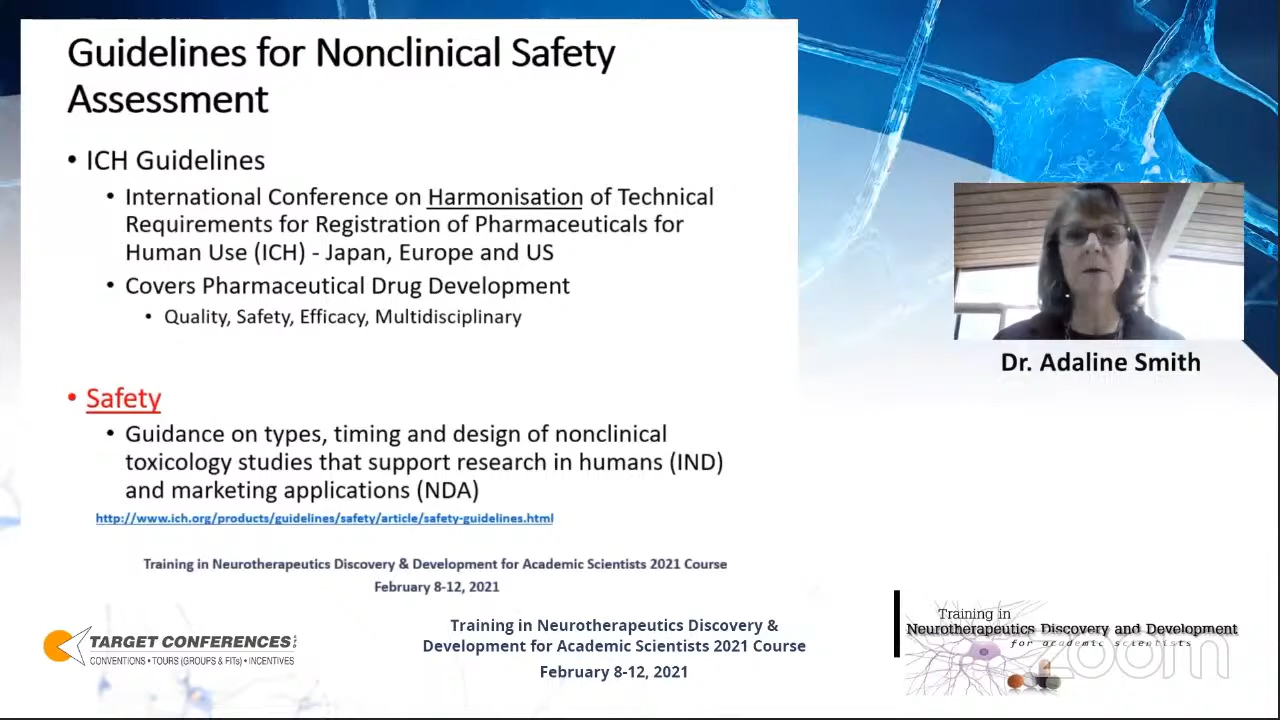 Guidelines for Nonclinical Safety
Assessment
• ICH Guidelines
• International Conference on Harmonisation of Technical
Requirements for Registration of Pharmaceuticals for
Human Use (ICH) - Japan, Europe and US
• Covers Pharmaceutical Drug Development
• Quality, Safety, Efficacy, Multidisciplinary
• Safety
• Guidance on types, timing and design of nonclinical
toxicology studies that support research in humans (IND)
and marketing applications (NDA)
http://www.ich.org/products/guidelines/safety/article/safety-guidelines.html
Training in Neurotherapeutics Discovery & Development for Academic Scientists 2021 Course
February 8-12, 2021
Dr. Adaline Smith
TARGET CONFERENCES
CONVENTIONS • TOURS (GROUPS & FITs) • INCENTIVES
Training in Neurotherapeutics Discovery &
Development for Academic Scientists 2021 Course
February 8-12, 2021
Training in
Neurotherapeutics Discovery and Development
for academic scientists
zoom